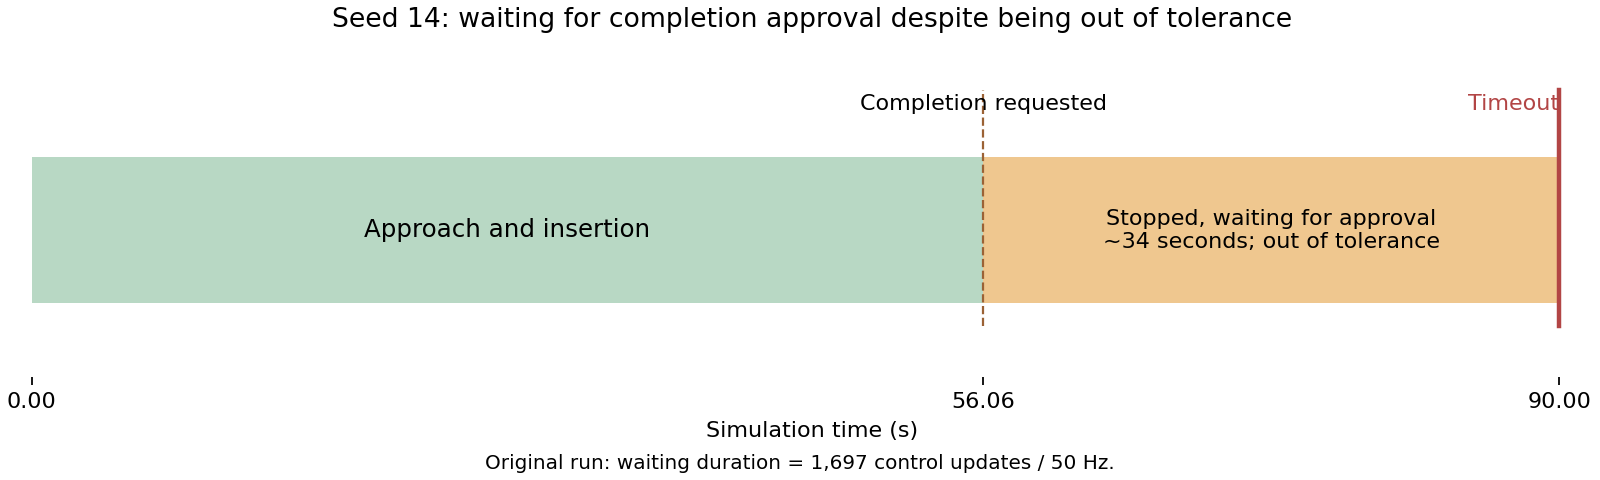 Seed 14: waiting for completion approval despite being out of tolerance
Completion requested
Timeout
Approach and insertion
Stopped, waiting for approval
~34 seconds; out of tolerance
0.00
56.06
90.00
Simulation time (s)
Original run: waiting duration = 1,697 control updates / 50 Hz.